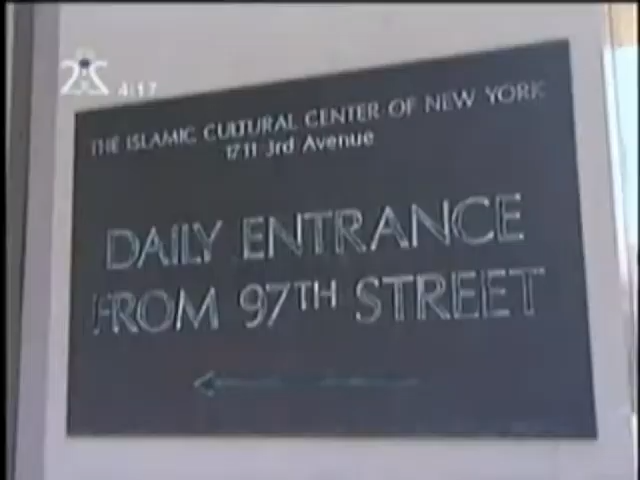 4:17
THE ISLAMIC CULTURAL CENTER OF NEW YORK
1711 3rd Avenue
DAILY ENTRANCE
FROM 97TH STREET